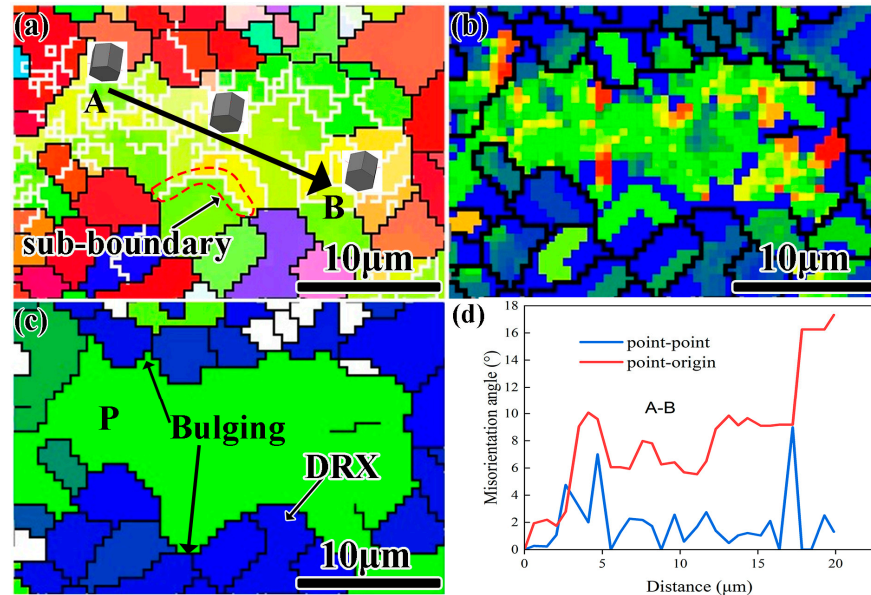 (a)
A
B
sub-boundary
10μm
(b)
10μm
(c)
P
Bulging
DRX
10μm
(d)
18
16
14
12
10
8
6
4
2
0
Misorientation angle (°)
point-point
point-origin
A-B
0
5
10
15
20
Distance (μm)